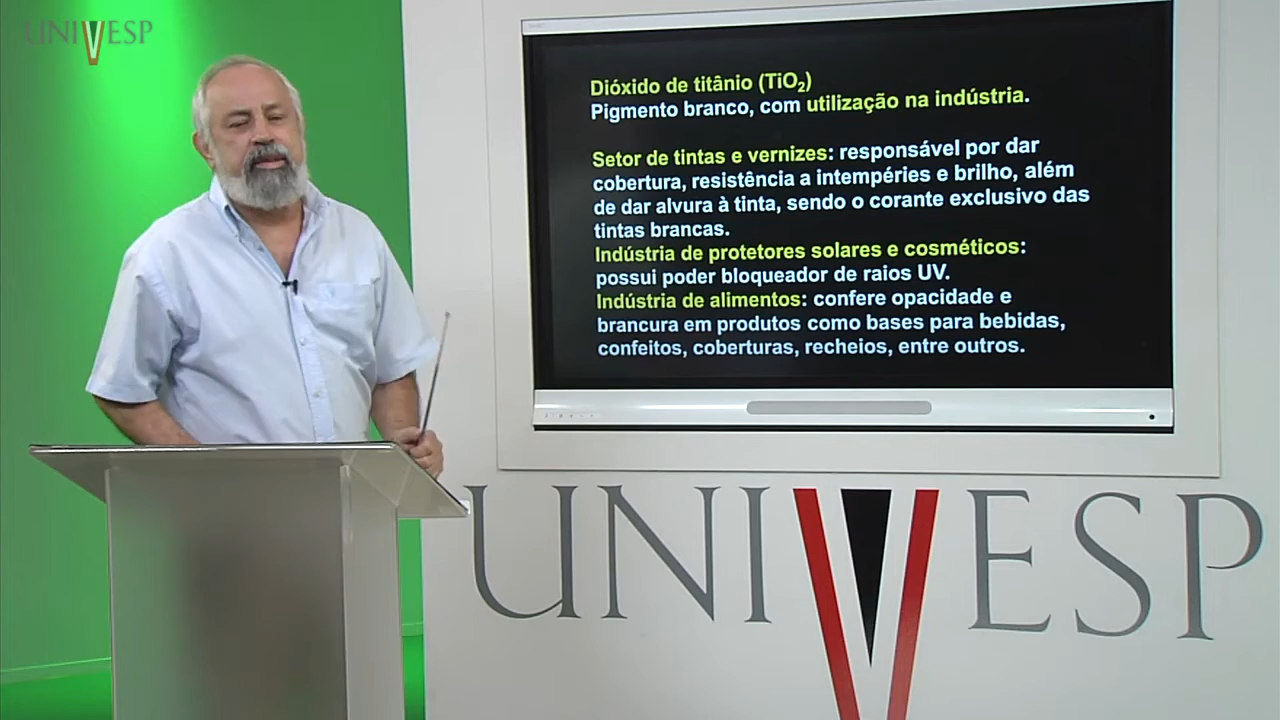 UNIVESP
Dióxido de titânio (TiO₂)
Pigmento branco, com utilização na indústria.
Setor de tintas e vernizes: responsável por dar
cobertura, resistência a intempéries e brilho, além
de dar alvura à tinta, sendo o corante exclusivo das
tintas brancas.
Indústria de protetores solares e cosméticos:
possui poder bloqueador de raios UV.
Indústria de alimentos: confere opacidade e
brancura em produtos como bases para bebidas,
confeitos, coberturas, recheios, entre outros.
UNIVESP